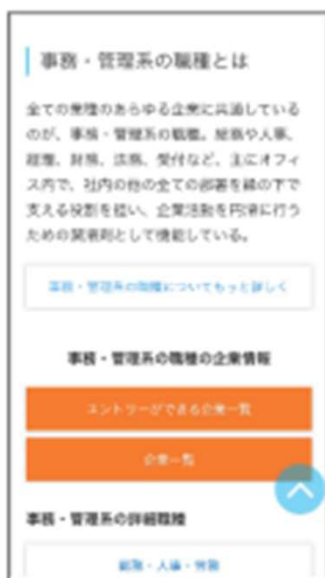 事務・管理系の職種とは
全ての業種のあらゆる企業に共通している
のが、事務・管理系の職種。総務や人事、
経理、財務、法務、受付など、主にオフィ
ス内で、社内の他の全ての部署を縁の下で
支える役割を担い、企業活動を円滑に行う
ための潤滑剤として機能している。
事務・管理系の職種についてもっと詳しく
事務・管理系の職種の企業情報
エントリーができる企業一覧
企業一覧
事務・管理系の詳細職種
総務・人事・労務